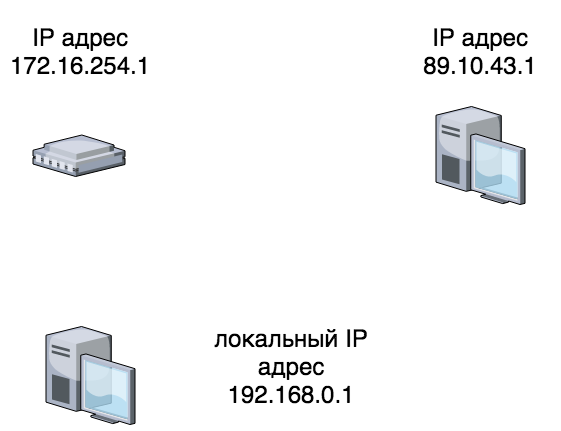 IP адрес
172.16.254.1
IP адрес
89.10.43.1
локальный IP
адрес
192.168.0.1